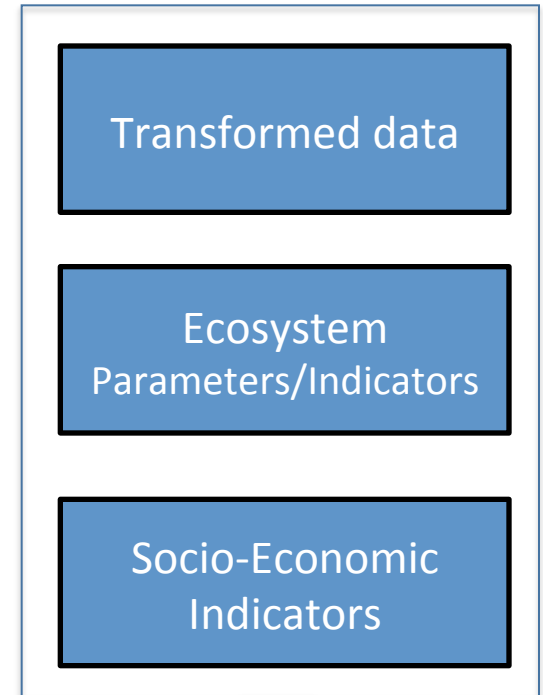 Transformed data
Ecosystem
Parameters/Indicators
Socio-Economic
Indicators